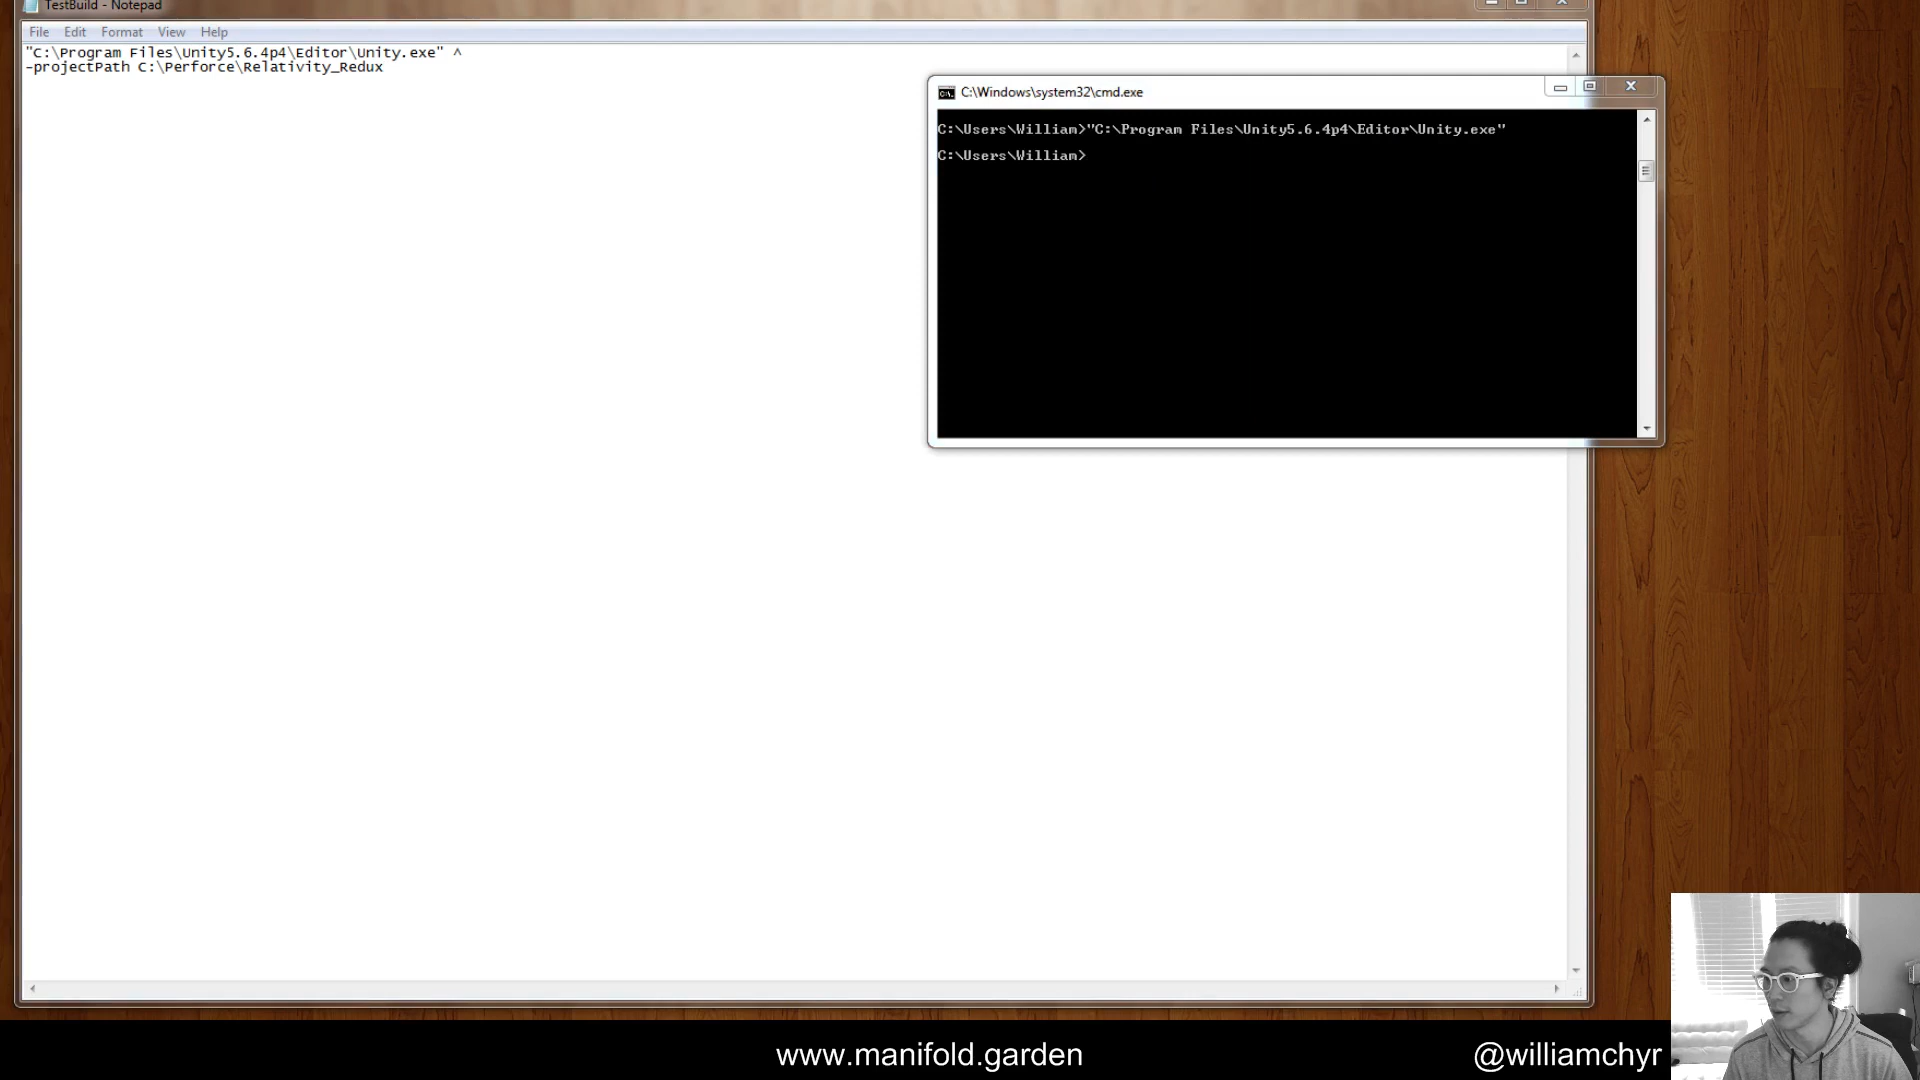 TestBuild - Notepad
File Edit Format View Help
"C:\Program Files\Unity5.6.4p4\Editor\Unity.exe" ^
-projectPath C:\Perforce\Relativity_Redux
C:\Windows\system32\cmd.exe
C:\Users\William>"C:\Program Files\Unity5.6.4p4\Editor\Unity.exe"
C:\Users\William>
www.manifold.garden
@williamchyr